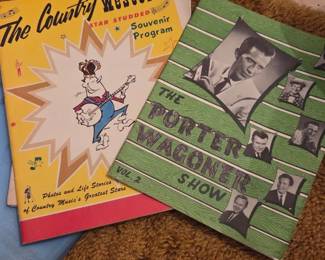 The Country
STAR STUDDED
Souvenir
Program
Photos and Life Stories
of Country Music's Greatest Stars
THE
PORTER
WAGONER
SHOW
VOL. 2